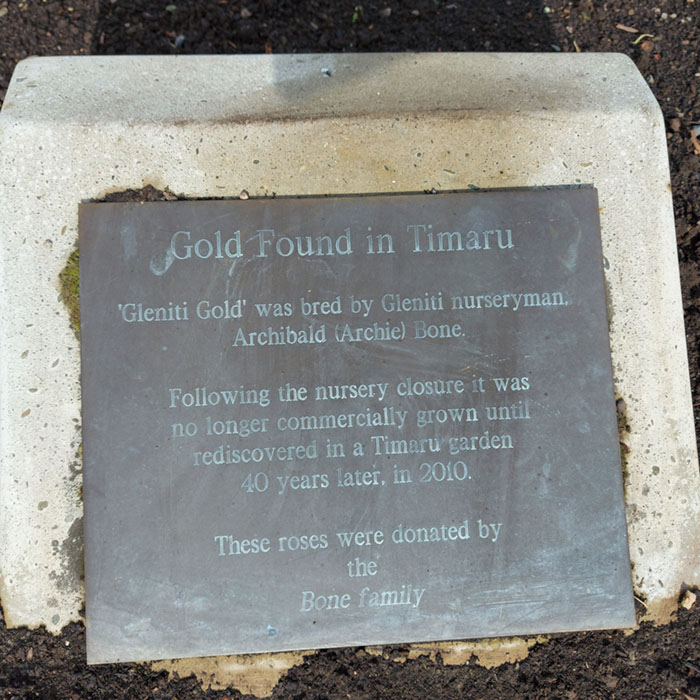 Gold Found in Timaru
'Gleniti Gold' was bred by Gleniti nurseryman,
Archibald (Archie) Bone.
Following the nursery closure it was
no longer commercially grown until
rediscovered in a Timaru garden
40 years later, in 2010.
These roses were donated by
the
Bone family